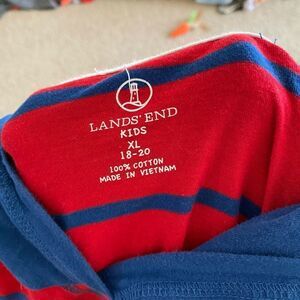 LANDS' END
KIDS
XL
18-20
100% COTTON
MADE IN VIETNAM